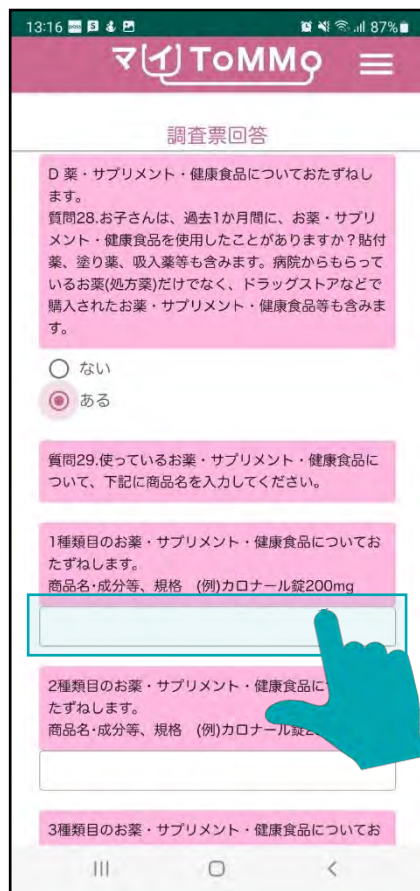 13:16 87%
マイToMMo
調査票回答
D 薬・サプリメント・健康食品についておたずねし
ます。
質問28.お子さんは、過去1か月間に、お薬・サプリ
メント・健康食品を使用したことがありますか？貼付
薬、塗り薬、吸入薬等も含みます。病院からもらって
いるお薬(処方薬)だけでなく、ドラッグストアなどで
購入されたお薬・サプリメント・健康食品等も含みま
す。
ない
ある
質問29.使っているお薬・サプリメント・健康食品に
ついて、下記に商品名を入力してください。
1種類目のお薬・サプリメント・健康食品についてお
たずねします。
商品名･成分等、規格 (例)カロナール錠200mg
2種類目のお薬・サプリメント・健康食品に
たずねします。
商品名･成分等、規格 (例)カロナール錠2
3種類目のお薬・サプリメント・健康食品についてお